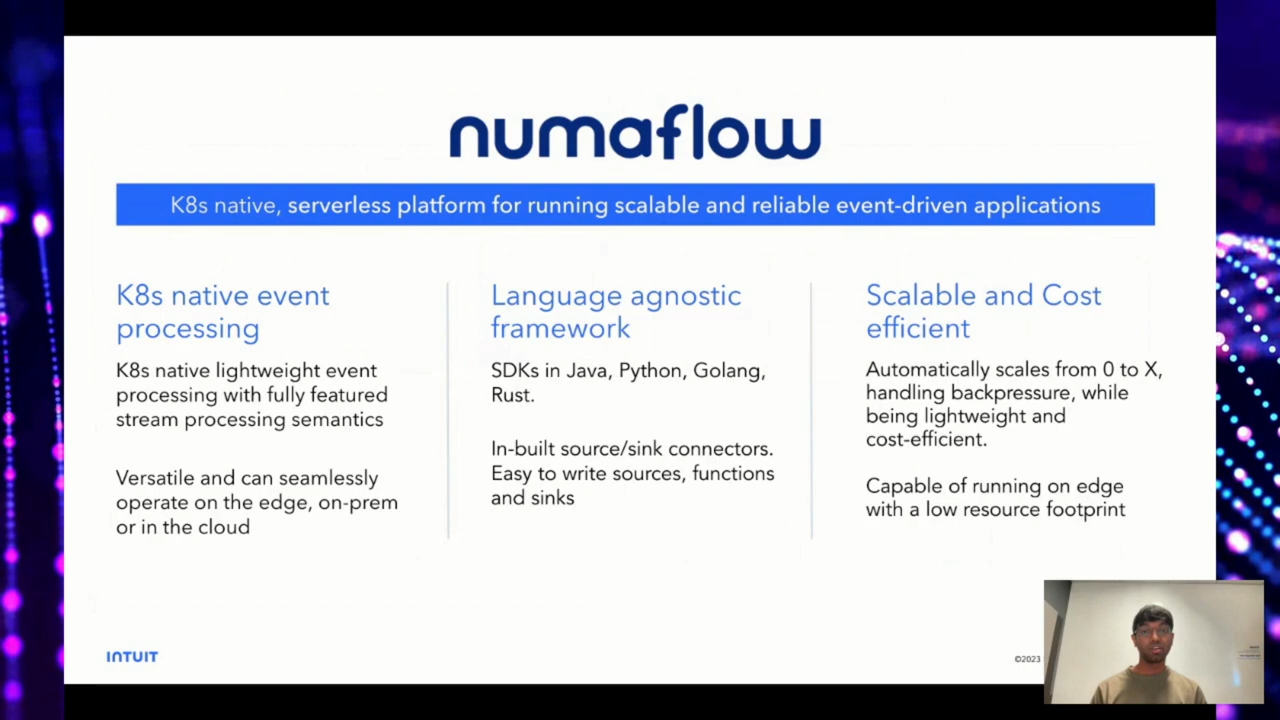 numaflow
K8s native, serverless platform for running scalable and reliable event-driven applications
K8s native event
processing
K8s native lightweight event
processing with fully featured
stream processing semantics
Versatile and can seamlessly
operate on the edge, on-prem
or in the cloud
Language agnostic
framework
SDKs in Java, Python, Golang,
Rust.
In-built source/sink connectors.
Easy to write sources, functions
and sinks
Scalable and Cost
efficient
Automatically scales from 0 to X,
handling backpressure, while
being lightweight and
cost-efficient.
Capable of running on edge
with a low resource footprint
INTUIT
©2023